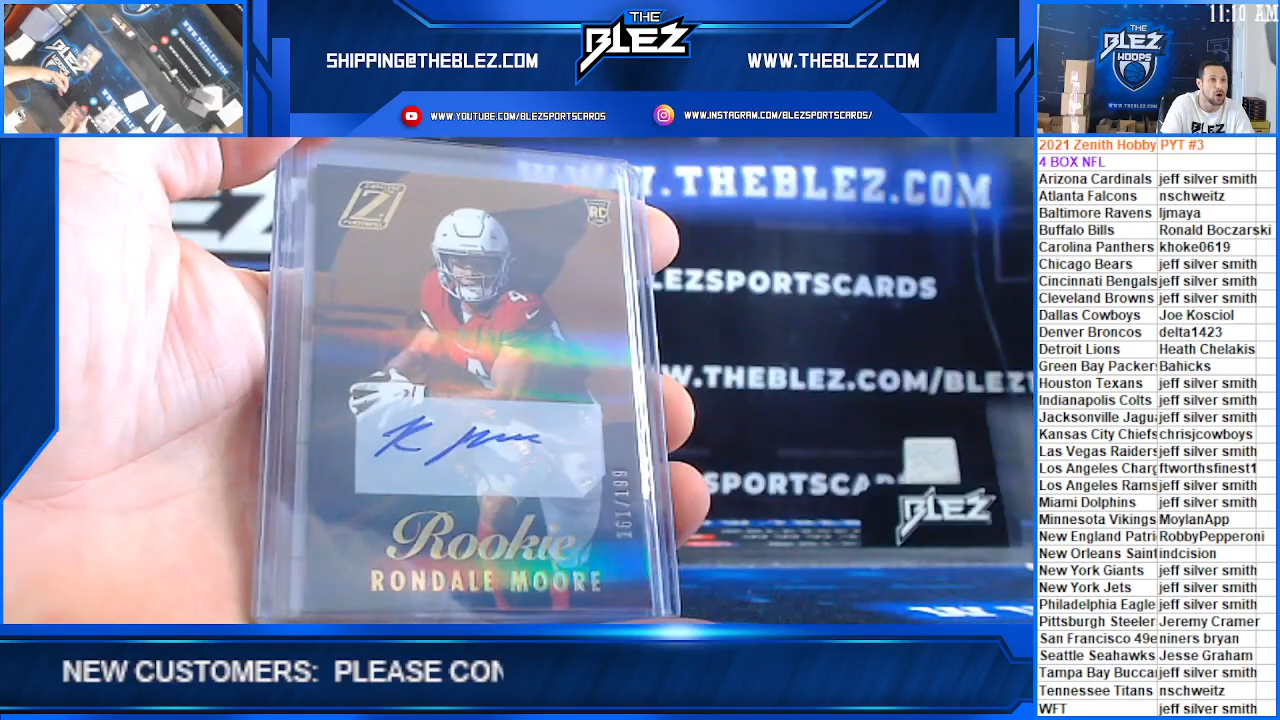 SHIPPING@THEBLEZ.COM
THE
BLEZ
WWW.THEBLEZ.COM
WWW.YOUTUBE.COM/BLEZSPORTSCARDS
WWW.INSTAGRAM.COM/BLEZSPORTSCARDS/
11:10 AM
THE
BLEZ
HOOPS
BLEZ
W.THEBLEZ.COM
LEZSPORTSCARDS
W.THEBLEZ.COM/BLEZ
SPORTSCA
BLEZ
Z
RC
4
161/199
Rookie
RONDALE MOORE
NEW CUSTOMERS: PLEASE CON
2021 Zenith Hobby PYT #3
4 BOX NFL
Arizona Cardinals jeff silver smith
Atlanta Falcons nschweitz
Baltimore Ravens ljmaya
Buffalo Bills Ronald Boczarski
Carolina Panthers khoke0619
Chicago Bears jeff silver smith
Cincinnati Bengals jeff silver smith
Cleveland Browns jeff silver smith
Dallas Cowboys Joe Kosciol
Denver Broncos delta1423
Detroit Lions Heath Chelakis
Green Bay Packer Bahicks
Houston Texans jeff silver smith
Indianapolis Colts jeff silver smith
Jacksonville Jagu jeff silver smith
Kansas City Chiefs chrisjcowboys
Las Vegas Raiders jeff silver smith
Los Angeles Charg ftworthsfinest1
Los Angeles Rams jeff silver smith
Miami Dolphins jeff silver smith
Minnesota Vikings MoylanApp
New England Patri RobbyPepperoni
New Orleans Saint indcision
New York Giants jeff silver smith
New York Jets jeff silver smith
Philadelphia Eagle jeff silver smith
Pittsburgh Steeler Jeremy Cramer
San Francisco 49e niners bryan
Seattle Seahawks Jesse Graham
Tampa Bay Bucca jeff silver smith
Tennessee Titans nschweitz
WFT jeff silver smith